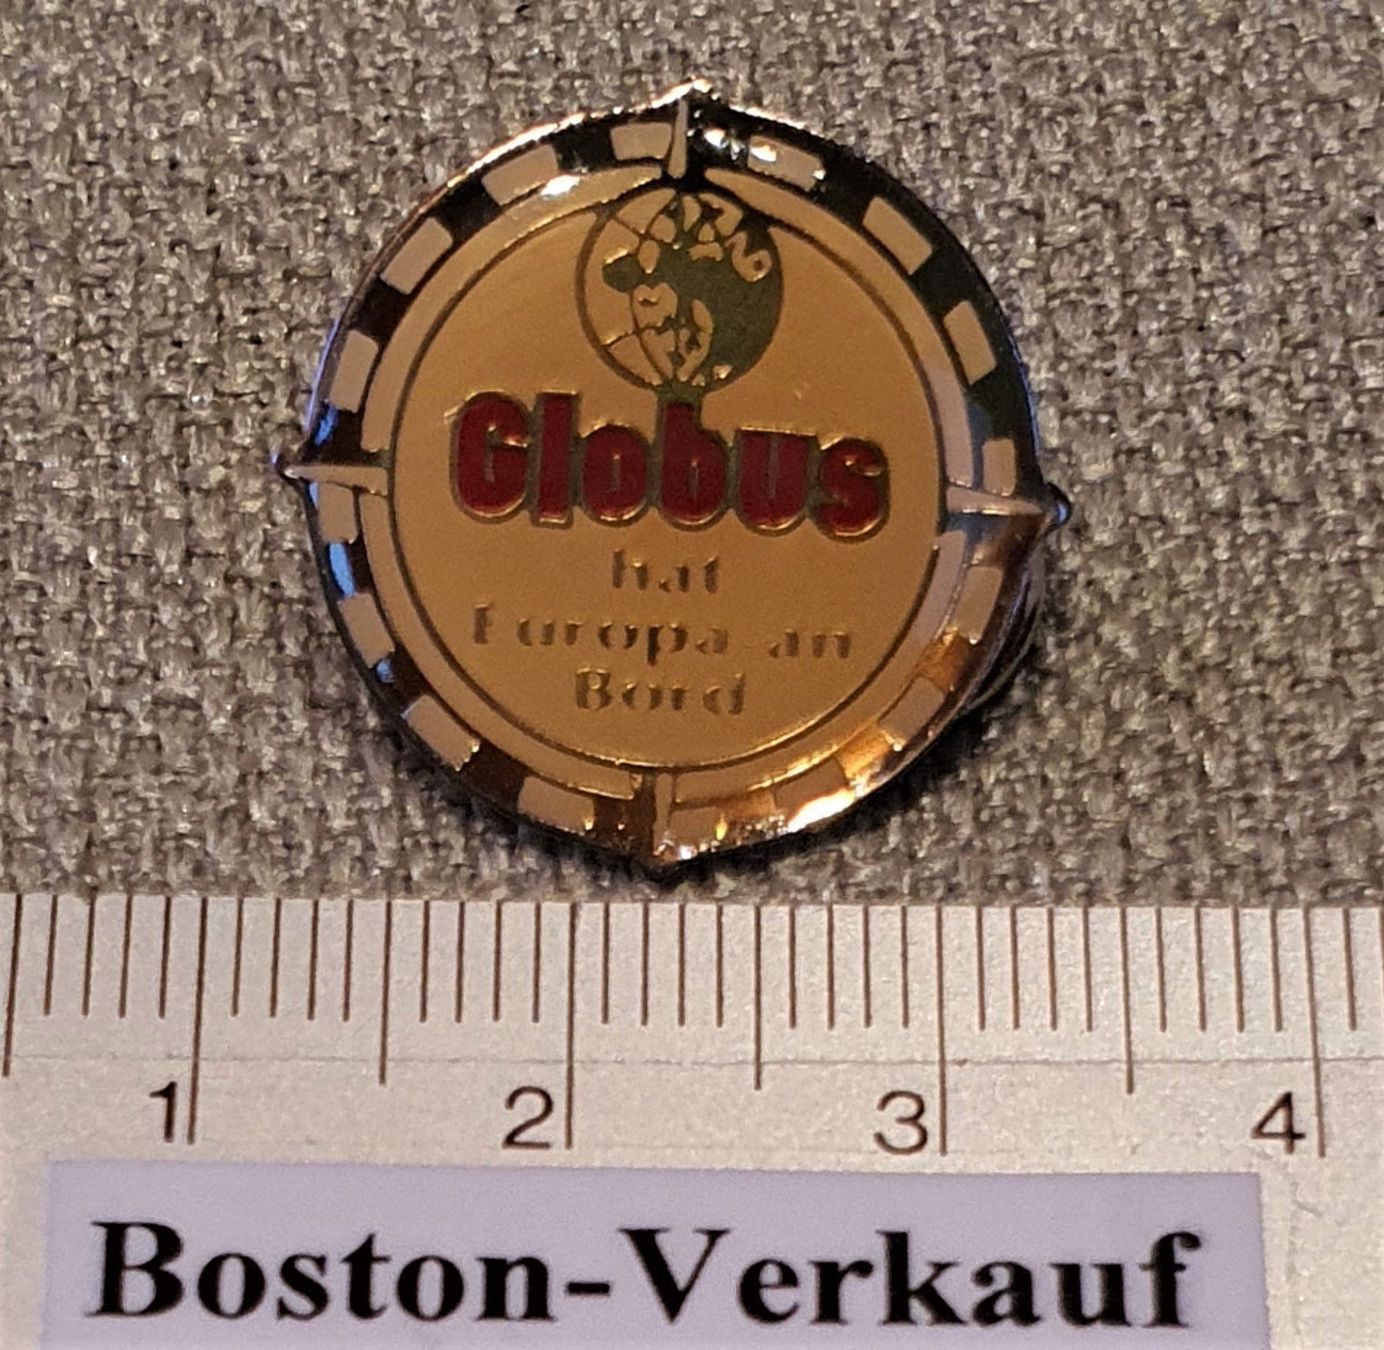 Globus
hat
Europa an
Bord
1 2 3 4
Boston-Verkauf